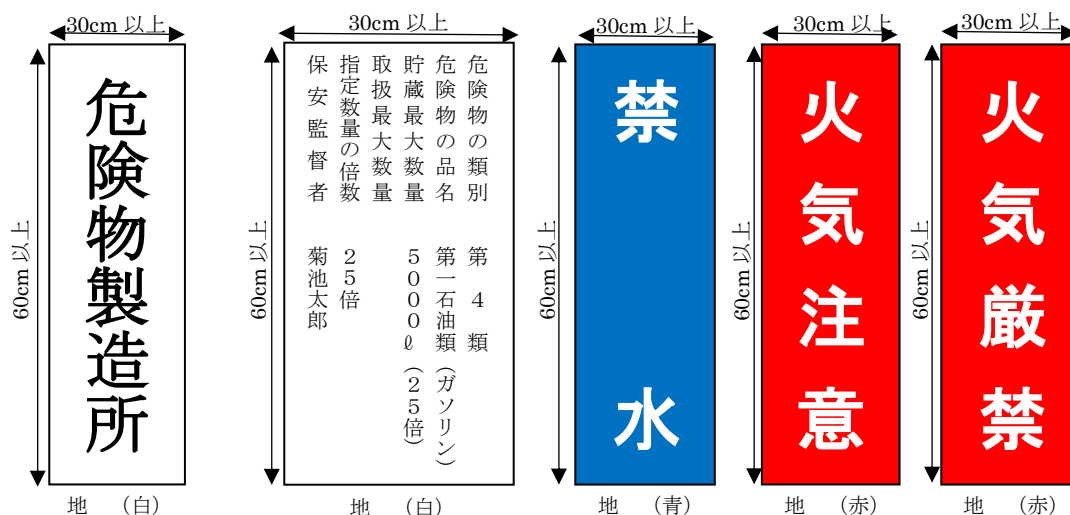 30cm 以上
60cm 以上
危険物製造所
地 （白）
30cm 以上
60cm 以上
危険物の類別 第 ４ 類
危険物の品名 第一石油類（ガソリン）
貯蔵最大数量 ５０００ℓ（２５倍）
取扱最大数量
指定数量の倍数 ２５倍
保安監督者 菊池太郎
地 （白）
30cm 以上
60cm 以上
禁水
地 （青）
30cm 以上
60cm 以上
火気注意
地 （赤）
30cm 以上
60cm 以上
火気厳禁
地 （赤）